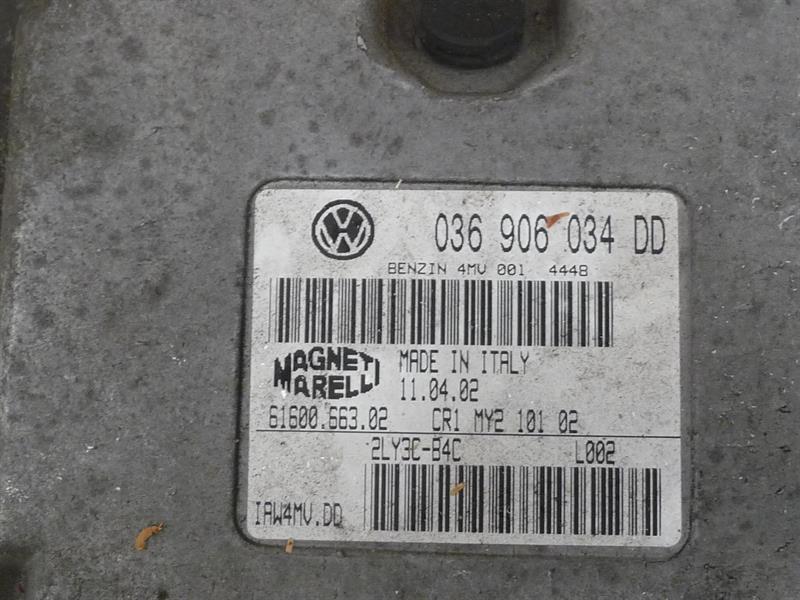 VW 036 906 034 DD
BENZIN 4MV 001 4448
MAGNETI MARELLI
MADE IN ITALY
11.04.02
61600.663.02 CR1 MY2 101 02
2LY3C-B4C L002
IAW4MV.DD